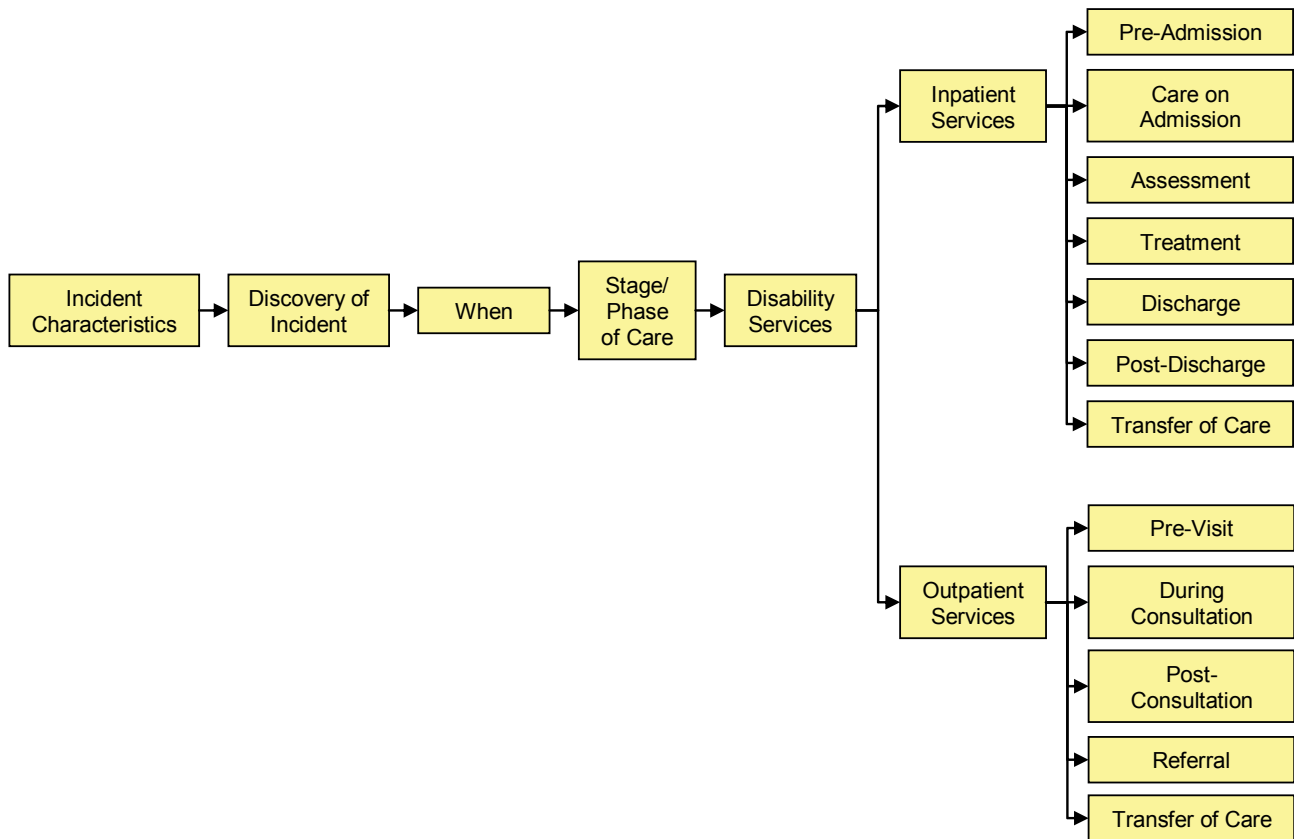 Incident
Characteristics
Discovery of
Incident
When
Stage/
Phase
of Care
Disability
Services
Inpatient
Services
Pre-Admission
Care on
Admission
Assessment
Treatment
Discharge
Post-Discharge
Transfer of Care
Outpatient
Services
Pre-Visit
During
Consultation
Post-
Consultation
Referral
Transfer of Care